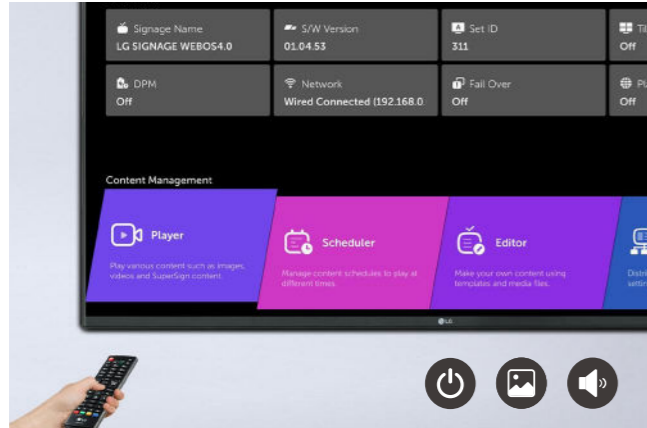 Signage Name
LG SIGNAGE WEBOS4.0
S/W Version
01.04.53
Set ID
311
Off
DPM
Off
Network
Wired Connected (192.168.0
Fall Over
Off
Off
Content Management
Player
Play various content such as images,
videos and SuperSign content.
Scheduler
Manage content schedules to play at
different times.
Editor
Make your own content using
templates and media files.
LG